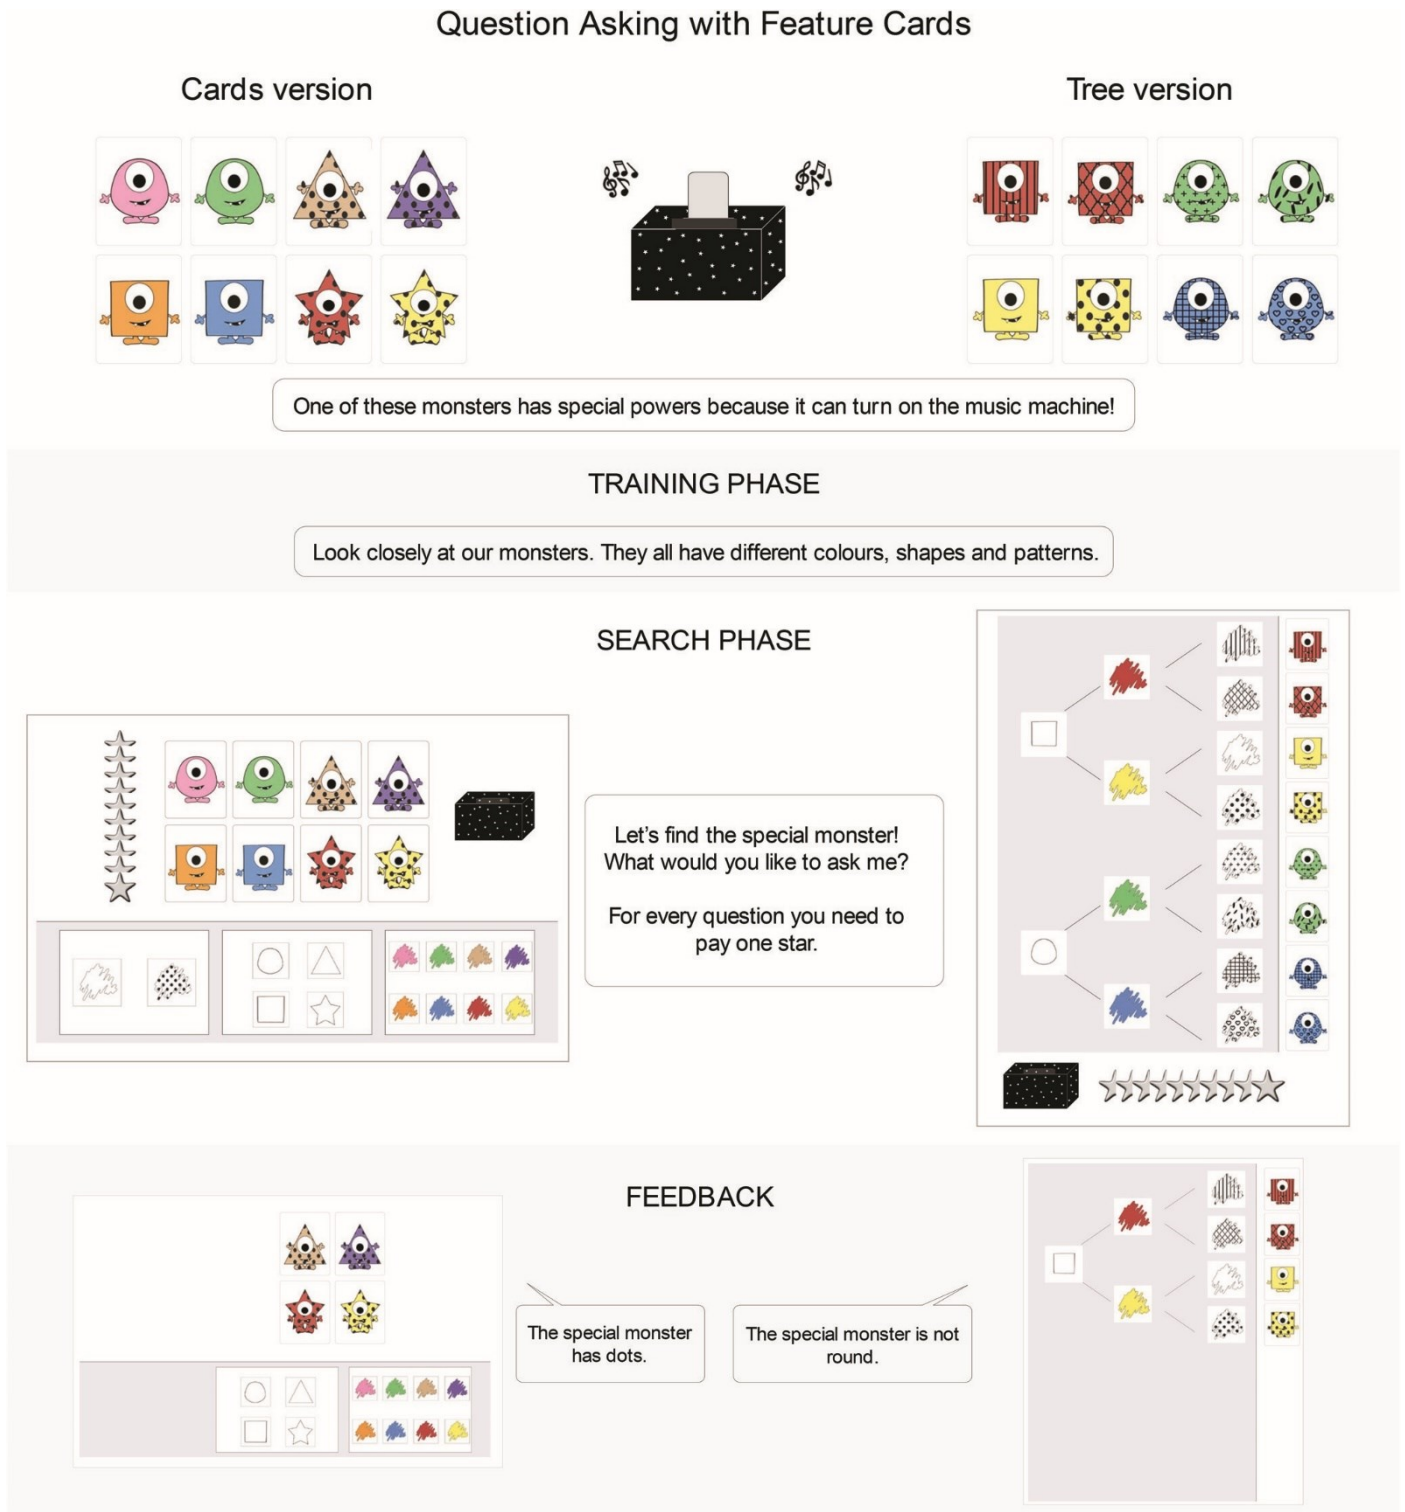 Question Asking with Feature Cards
Cards version
Tree version
One of these monsters has special powers because it can turn on the music machine!
TRAINING PHASE
Look closely at our monsters. They all have different colours, shapes and patterns.
SEARCH PHASE
Let's find the special monster!
What would you like to ask me?
For every question you need to
pay one star.
FEEDBACK
The special monster
has dots.
The special monster is not
round.